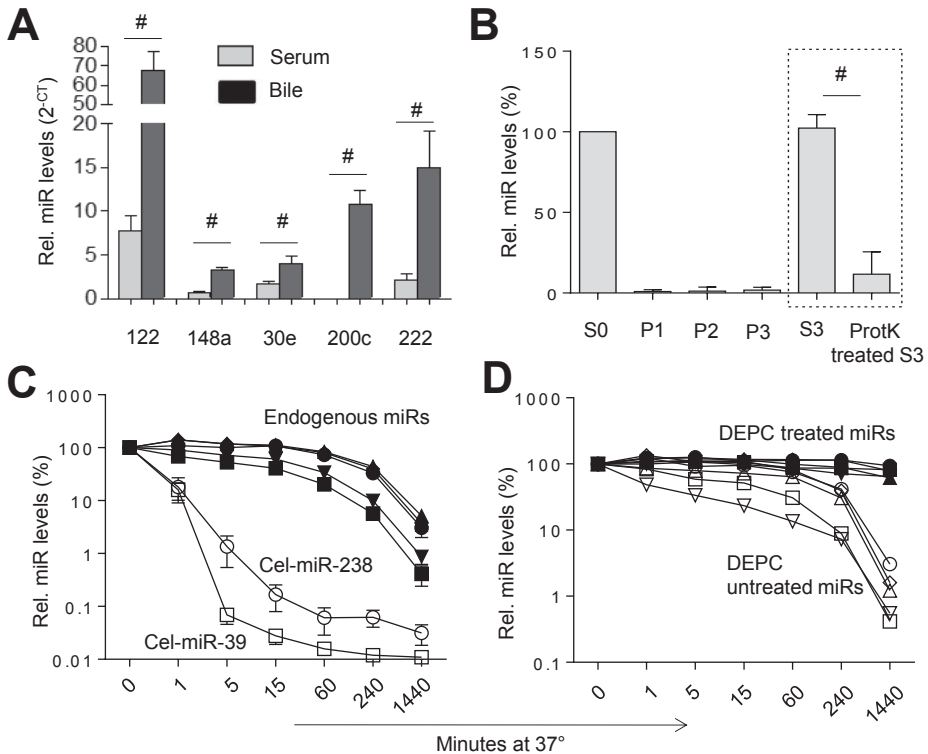 A
Rel. miR levels (2-CT)
80
70
60
50
20
15
10
5
0
#
#
#
#
#
Serum
Bile
122 148a 30e 200c 222
B
Rel. miR levels (%)
150
100
50
0
#
S0 P1 P2 P3 S3 ProtK
treated S3
C
Rel. miR levels (%)
1000
100
10
1
0.1
0.01
Endogenous miRs
Cel-miR-238
Cel-miR-39
0 1 5 15 60 240 1440
D
Rel. miR levels (%)
1000
100
10
1
0.1
DEPC treated miRs
DEPC
untreated miRs
0 1 5 15 60 240 1440
Minutes at 37°